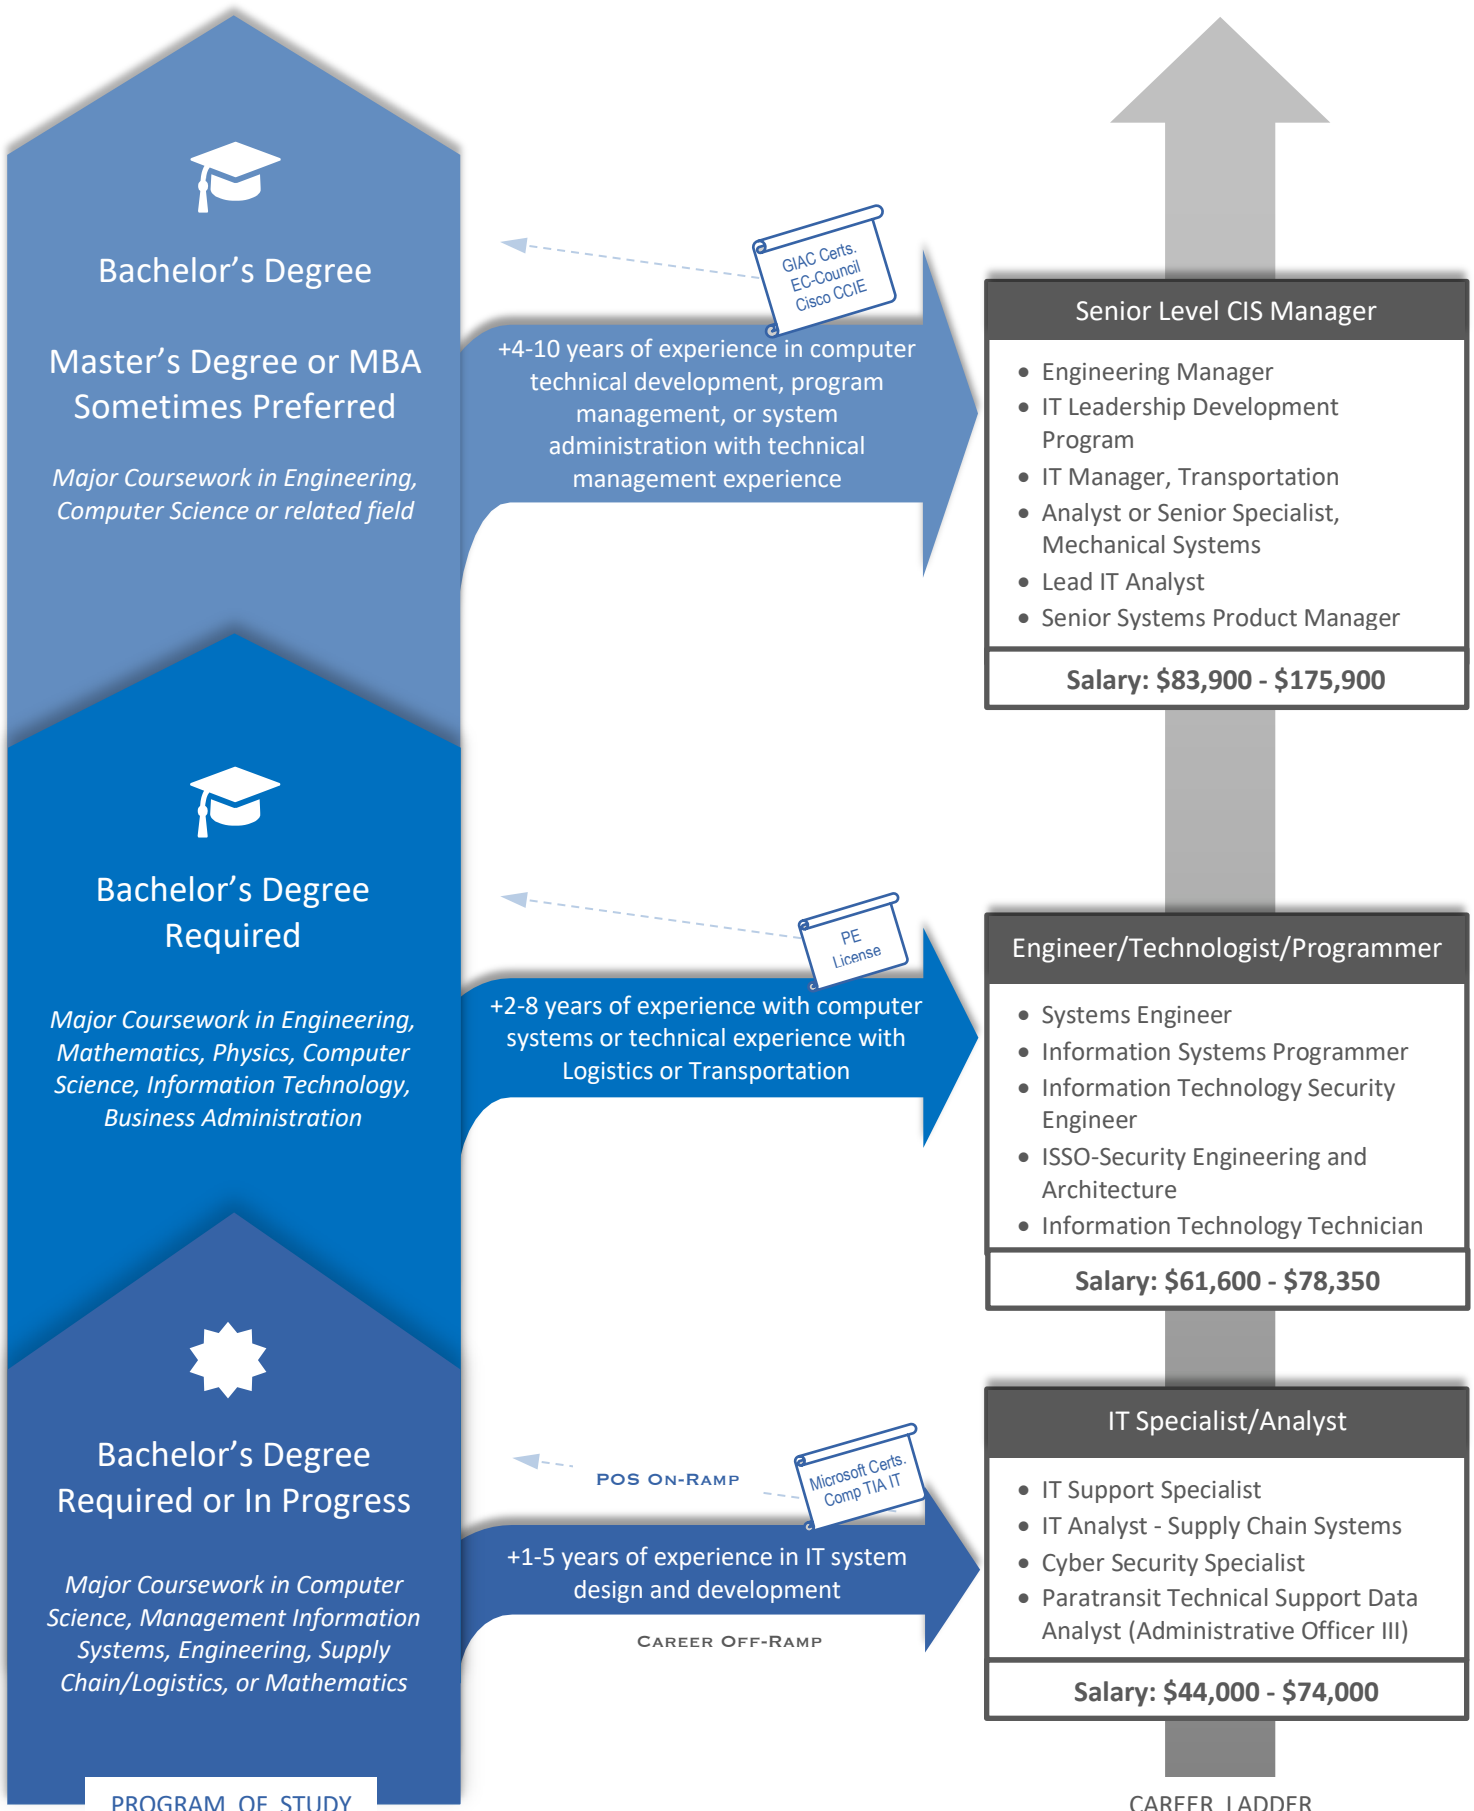 Bachelor's Degree
Master's Degree or MBA
Sometimes Preferred
Major Coursework in Engineering,
Computer Science or related field
GIAC Certs.
EC-Council
Cisco CCIE
+4-10 years of experience in computer
technical development, program
management, or system
administration with technical
management experience
Senior Level CIS Manager
• Engineering Manager
• IT Leadership Development
Program
• IT Manager, Transportation
• Analyst or Senior Specialist,
Mechanical Systems
• Lead IT Analyst
• Senior Systems Product Manager
Salary: $83,900 - $175,900
Bachelor's Degree
Required
Major Coursework in Engineering,
Mathematics, Physics, Computer
Science, Information Technology,
Business Administration
PE
License
+2-8 years of experience with computer
systems or technical experience with
Logistics or Transportation
Engineer/Technologist/Programmer
• Systems Engineer
• Information Systems Programmer
• Information Technology Security
Engineer
• ISSO-Security Engineering and
Architecture
• Information Technology Technician
Salary: $61,600 - $78,350
Bachelor's Degree
Required or In Progress
Major Coursework in Computer
Science, Management Information
Systems, Engineering, Supply
Chain/Logistics, or Mathematics
POS On-Ramp
Microsoft Certs.
Comp TIA IT
+1-5 years of experience in IT system
design and development
Career Off-Ramp
IT Specialist/Analyst
• IT Support Specialist
• IT Analyst - Supply Chain Systems
• Cyber Security Specialist
• Paratransit Technical Support Data
Analyst (Administrative Officer III)
Salary: $44,000 - $74,000
PROGRAM OF STUDY
CAREER LADDER